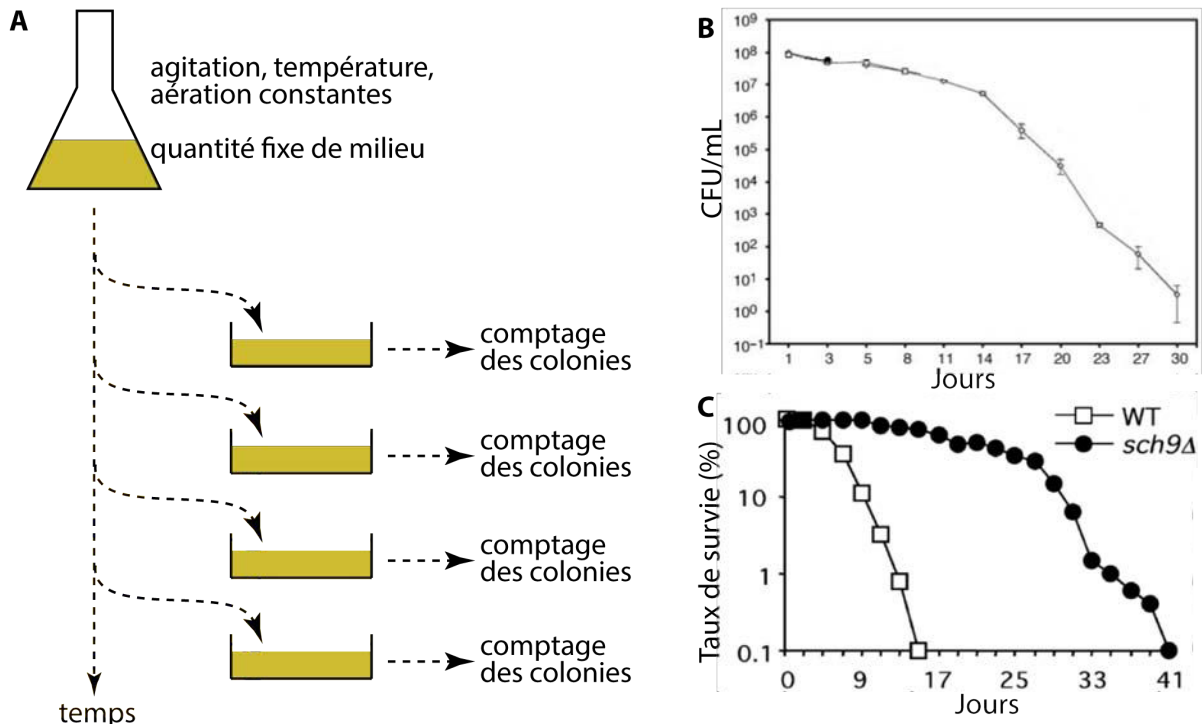 A
agitation, température,
aération constantes
quantité fixe de milieu
comptage
des colonies
comptage
des colonies
comptage
des colonies
comptage
des colonies
temps
B
CFU/mL
10⁹
10⁸
10⁷
10⁶
10⁵
10⁴
10³
10²
10¹
10⁰
10⁻¹
1 3 5 8 11 14 17 20 23 27 30
Jours
C
WT
sch9Δ
Taux de survie (%)
100
10
1
0.1
0 9 17 25 33 41
Jours